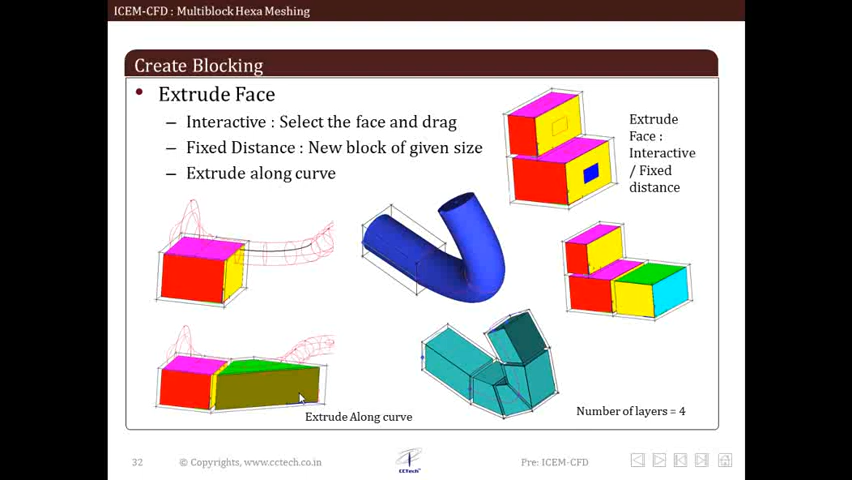 ICEM-CFD : Multiblock Hexa Meshing
Create Blocking
• Extrude Face
– Interactive : Select the face and drag
– Fixed Distance : New block of given size
– Extrude along curve
Extrude
Face :
Interactive
/ Fixed
distance
Extrude Along curve
Number of layers = 4
32
© Copyrights, www.cctech.co.in
CCTech
Pre: ICEM-CFD